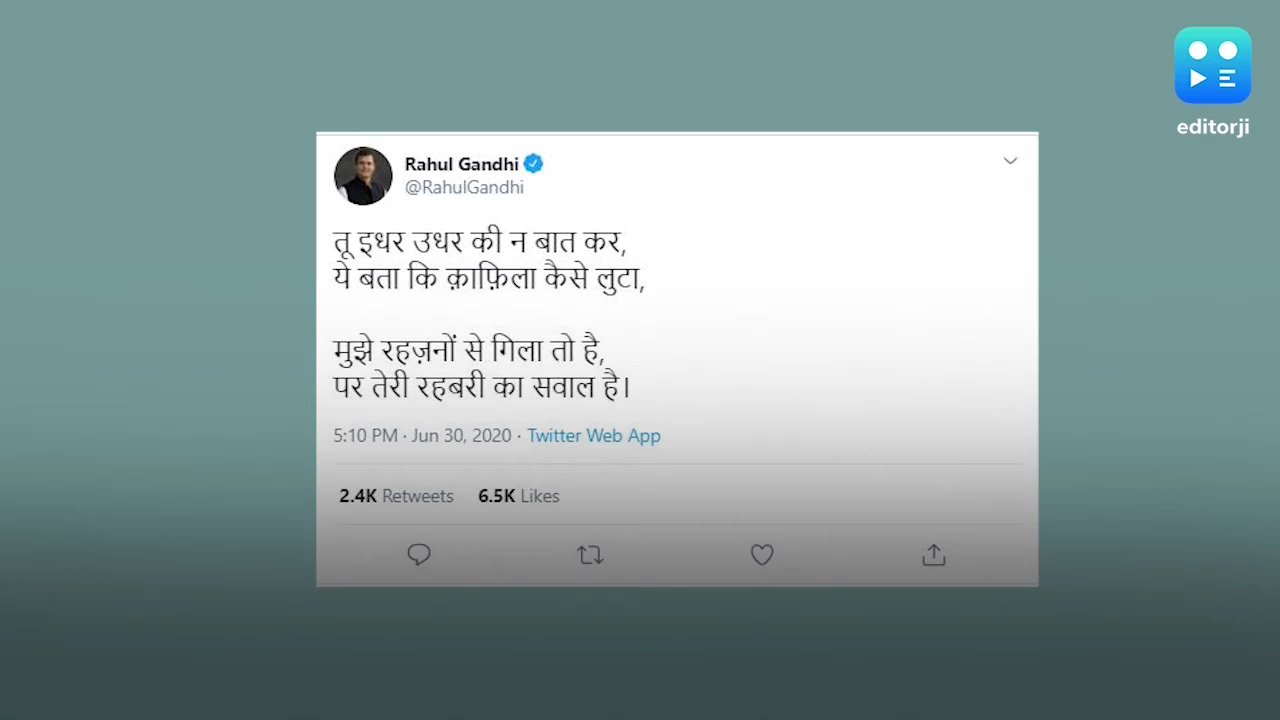 editorji
Rahul Gandhi
@RahulGandhi
तू इधर उधर की न बात कर,
ये बता कि क़ाफ़िला कैसे लुटा,
मुझे रहज़नों से गिला तो है,
पर तेरी रहबरी का सवाल है।
5:10 PM · Jun 30, 2020 · Twitter Web App
2.4K Retweets 6.5K Likes